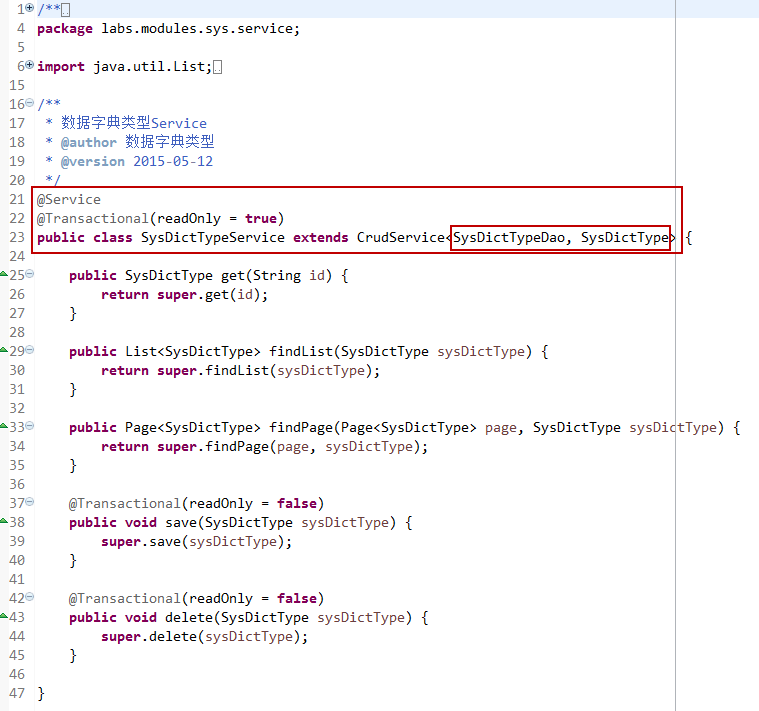 1 /**
4 package labs.modules.sys.service;
5
6 import java.util.List;
15
16 /**
17  * 数据字典类型Service
18  * @author 数据字典类型
19  * @version 2015-05-12
20  */
21 @Service
22 @Transactional(readOnly = true)
23 public class SysDictTypeService extends CrudService<SysDictTypeDao, SysDictType> {
24
25     public SysDictType get(String id) {
26         return super.get(id);
27     }
28
29     public List<SysDictType> findList(SysDictType sysDictType) {
30         return super.findList(sysDictType);
31     }
32
33     public Page<SysDictType> findPage(Page<SysDictType> page, SysDictType sysDictType) {
34         return super.findPage(page, sysDictType);
35     }
36
37     @Transactional(readOnly = false)
38     public void save(SysDictType sysDictType) {
39         super.save(sysDictType);
40     }
41
42     @Transactional(readOnly = false)
43     public void delete(SysDictType sysDictType) {
44         super.delete(sysDictType);
45     }
46
47 }